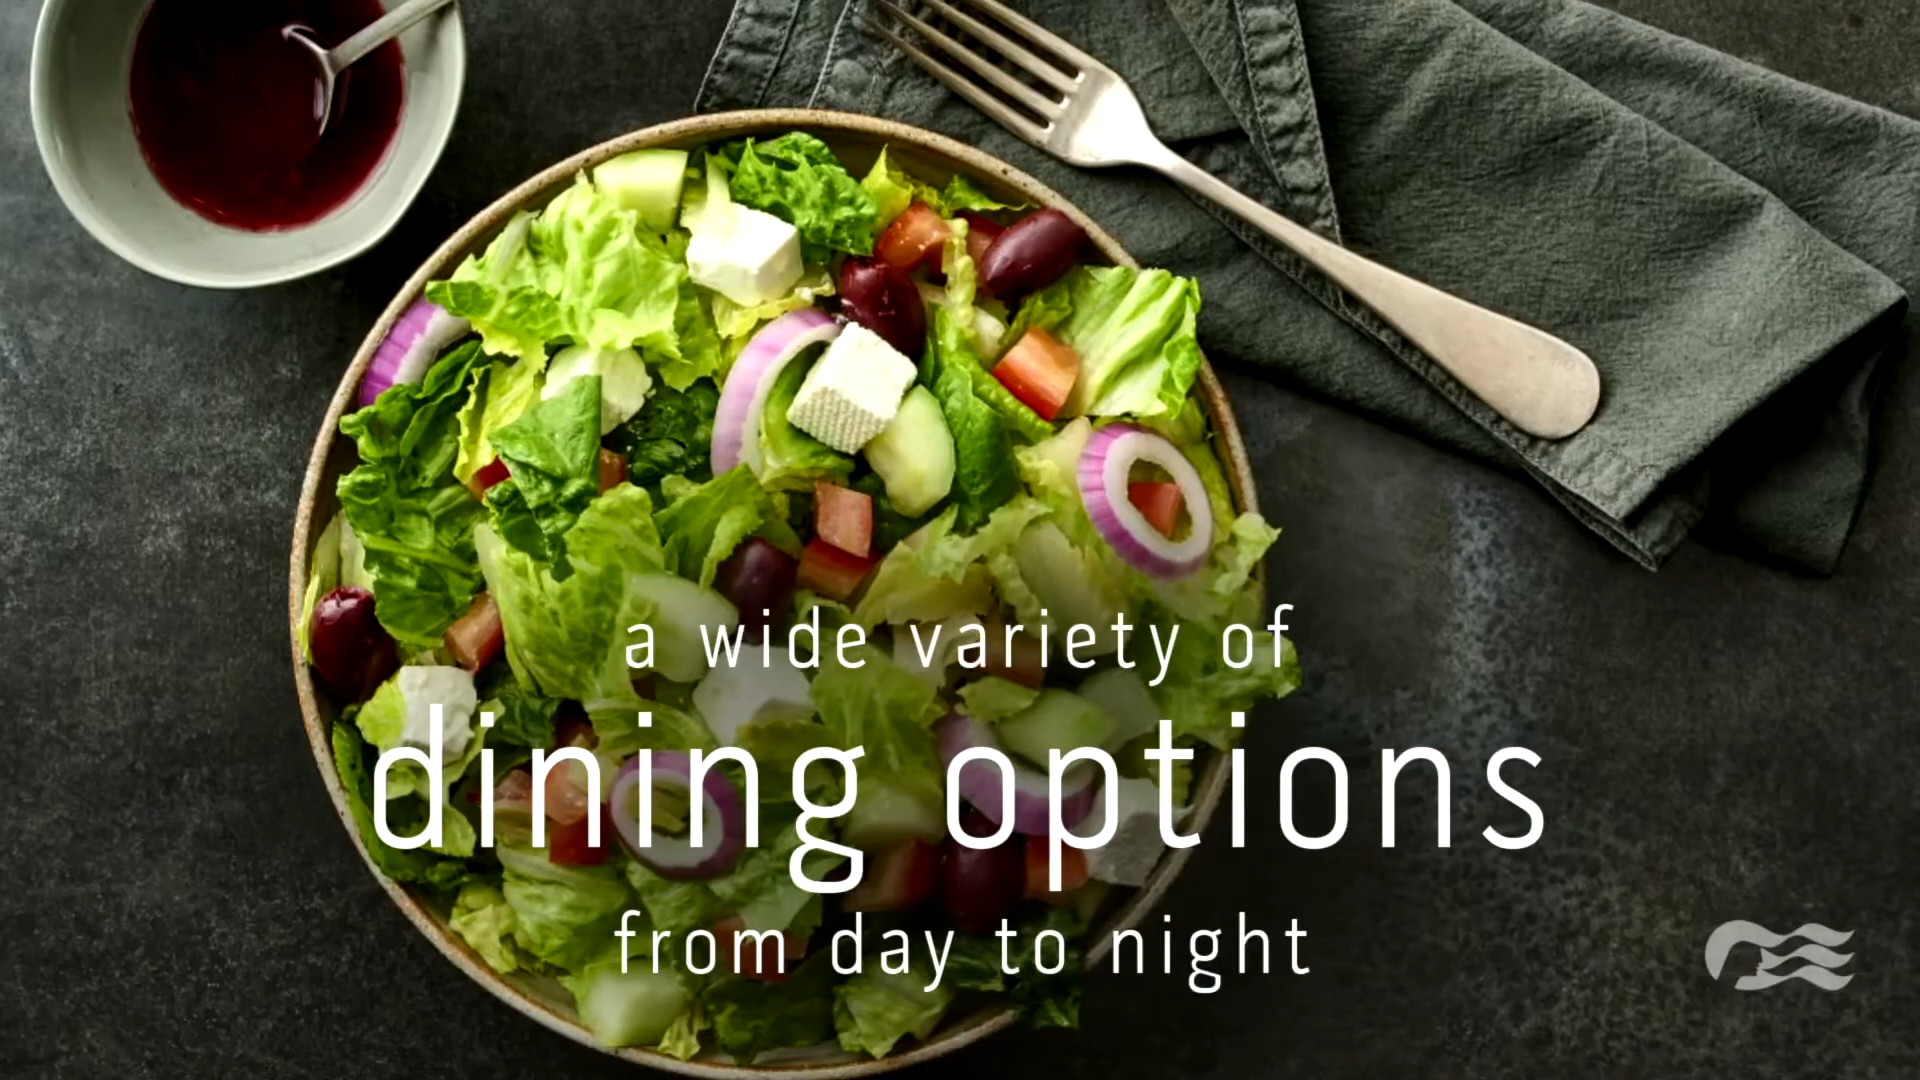 a wide variety of
dining options
from day to night